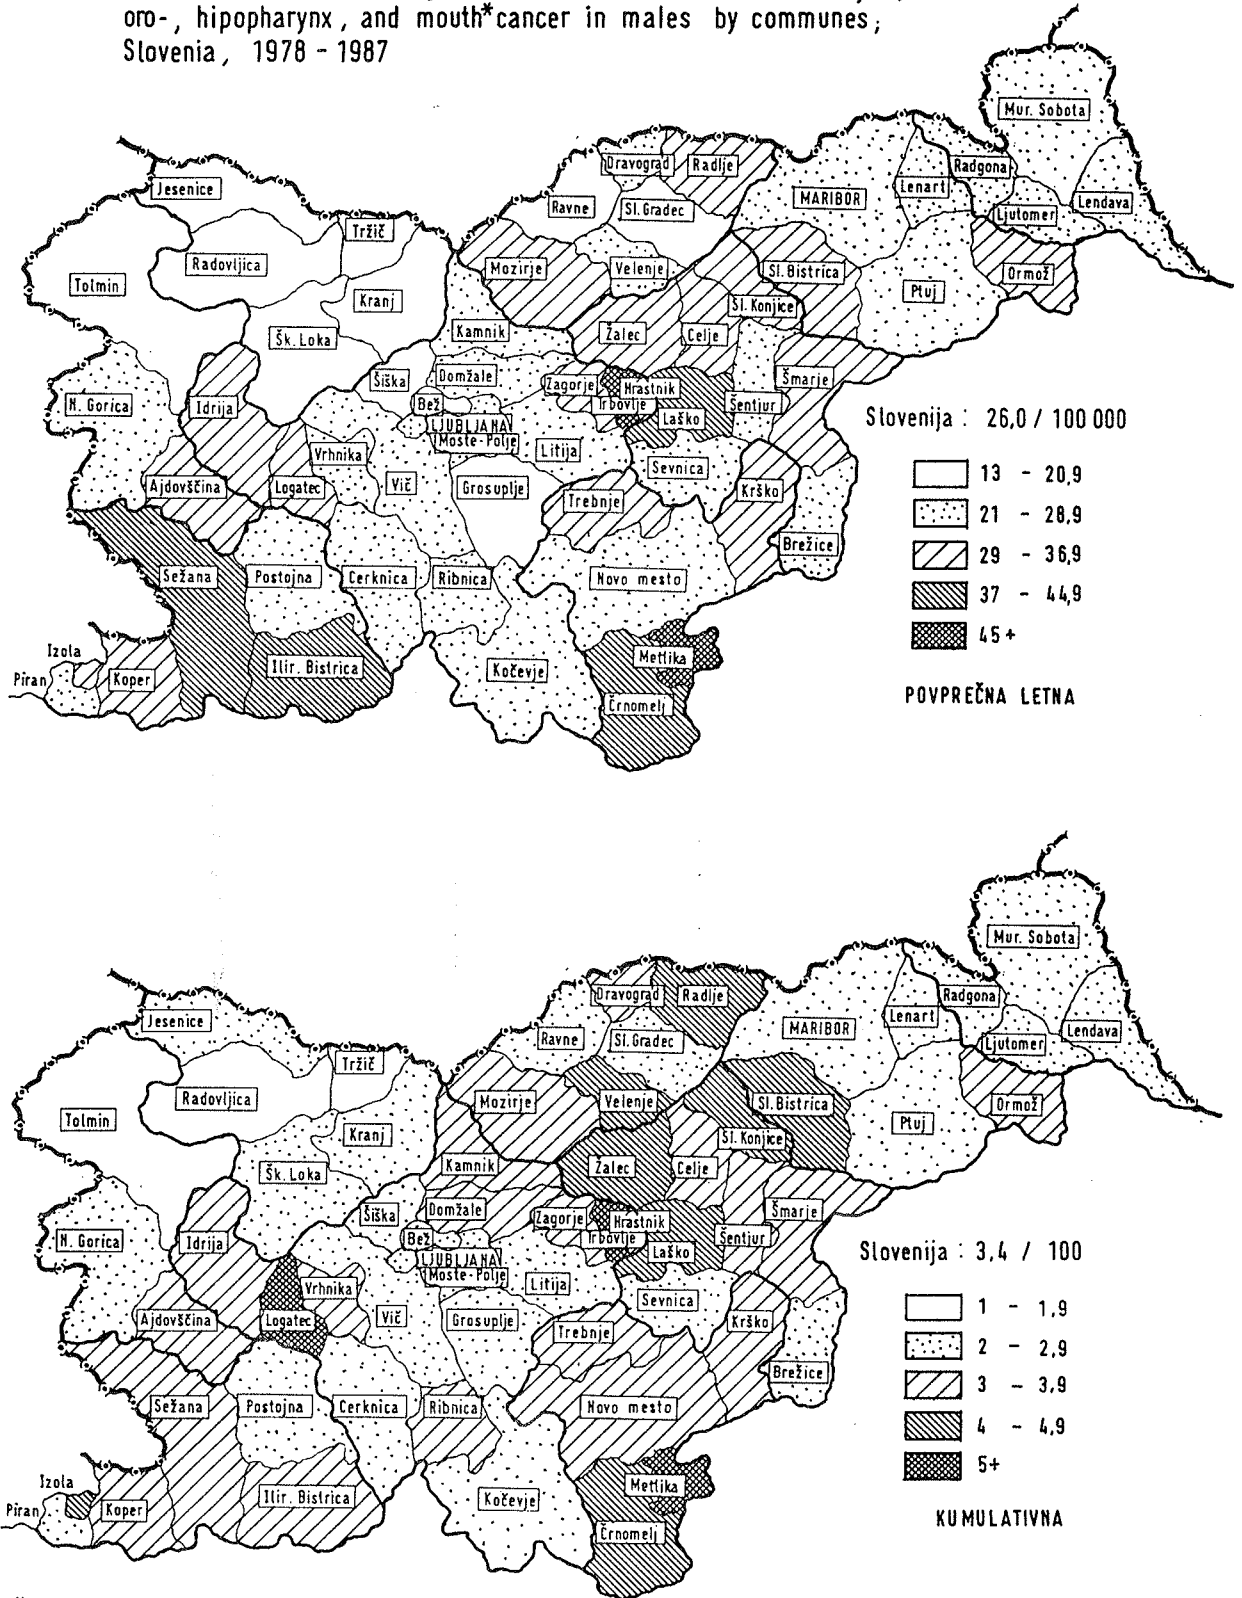 oro-, hipopharynx, and mouth* cancer in males by communes;
Slovenia, 1978 - 1987
Mur. Sobota
Dravograd
Radlje
Radgona
Jesenice
Lenart
MARIBOR
Ravne
Sl. Gradec
Lendava
Ljutomer
Tržič
Radovljica
Mozirje
Velenje
Sl. Bistrica
Ormož
Tolmin
Ptuj
Kranj
Sl. Konjice
Kamnik
Žalec
Celje
Šk. Loka
Šiška
Domžale
Zagorje
Hrastnik
Šmarje
N. Gorica
Idrija
Bež
Trbovlje
Šentjur
LJUBLJANA
Laško
Moste-Polje
Litija
Vrhnika
Sevnica
Ajdovščina
Logatec
Vič
Grosuplje
Trebnje
Krško
Brežice
Sežana
Postojna
Cerknica
Ribnica
Novo mesto
Izola
Piran
Koper
Ilir. Bistrica
Kočevje
Metlika
Črnomelj
Slovenija : 26,0 / 100 000
13 - 20,9
21 - 28,9
29 - 36,9
37 - 44,9
45+
POVPREČNA LETNA
Mur. Sobota
Dravograd
Radlje
Radgona
Jesenice
Lenart
MARIBOR
Ravne
Sl. Gradec
Lendava
Ljutomer
Tržič
Radovljica
Mozirje
Velenje
Sl. Bistrica
Ormož
Tolmin
Ptuj
Kranj
Sl. Konjice
Kamnik
Žalec
Celje
Šk. Loka
Šiška
Domžale
Zagorje
Hrastnik
Šmarje
N. Gorica
Idrija
Bež
Trbovlje
Šentjur
LJUBLJANA
Laško
Moste-Polje
Litija
Vrhnika
Sevnica
Ajdovščina
Logatec
Vič
Grosuplje
Trebnje
Krško
Brežice
Sežana
Postojna
Cerknica
Ribnica
Novo mesto
Izola
Piran
Koper
Ilir. Bistrica
Kočevje
Metlika
Črnomelj
Slovenija : 3,4 / 100
1 - 1,9
2 - 2,9
3 - 3,9
4 - 4,9
5+
KUMULATIVNA